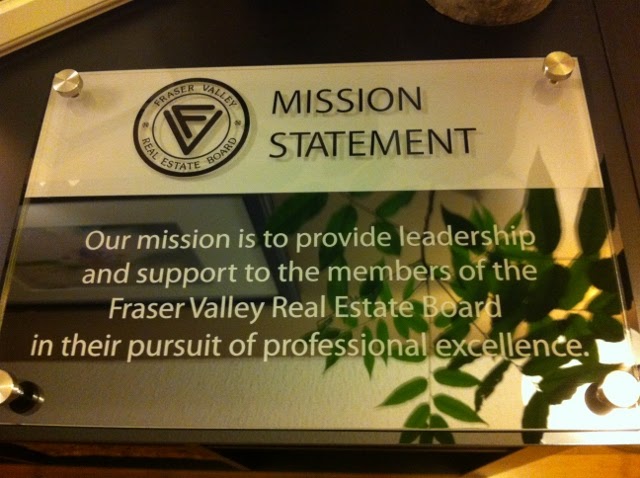 FRASER VALLEY
REAL ESTATE BOARD
MISSION
STATEMENT
Our mission is to provide leadership
and support to the members of the
Fraser Valley Real Estate Board
in their pursuit of professional excellence.